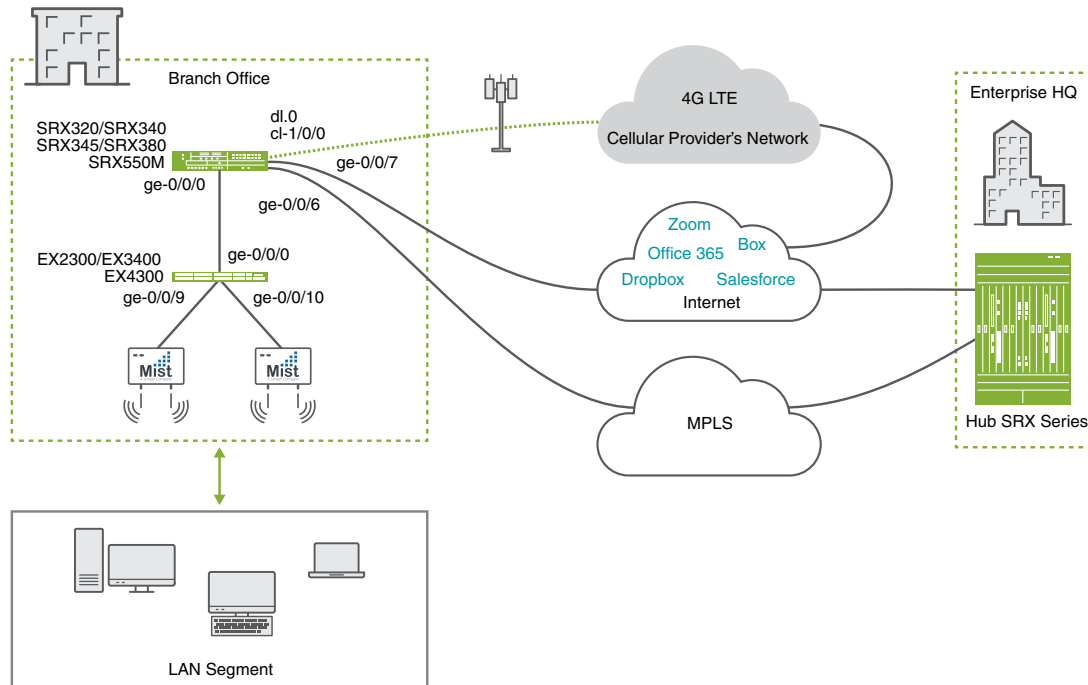 Branch Office
SRX320/SRX340
SRX345/SRX380
SRX550M
dl.0
cl-1/0/0
ge-0/0/7
ge-0/0/0
ge-0/0/6
ge-0/0/0
EX2300/EX3400
EX4300
ge-0/0/9
ge-0/0/10
Mist
Mist
4G LTE
Cellular Provider's Network
Zoom
Box
Office 365
Dropbox
Salesforce
Internet
MPLS
Enterprise HQ
Hub SRX Series
LAN Segment